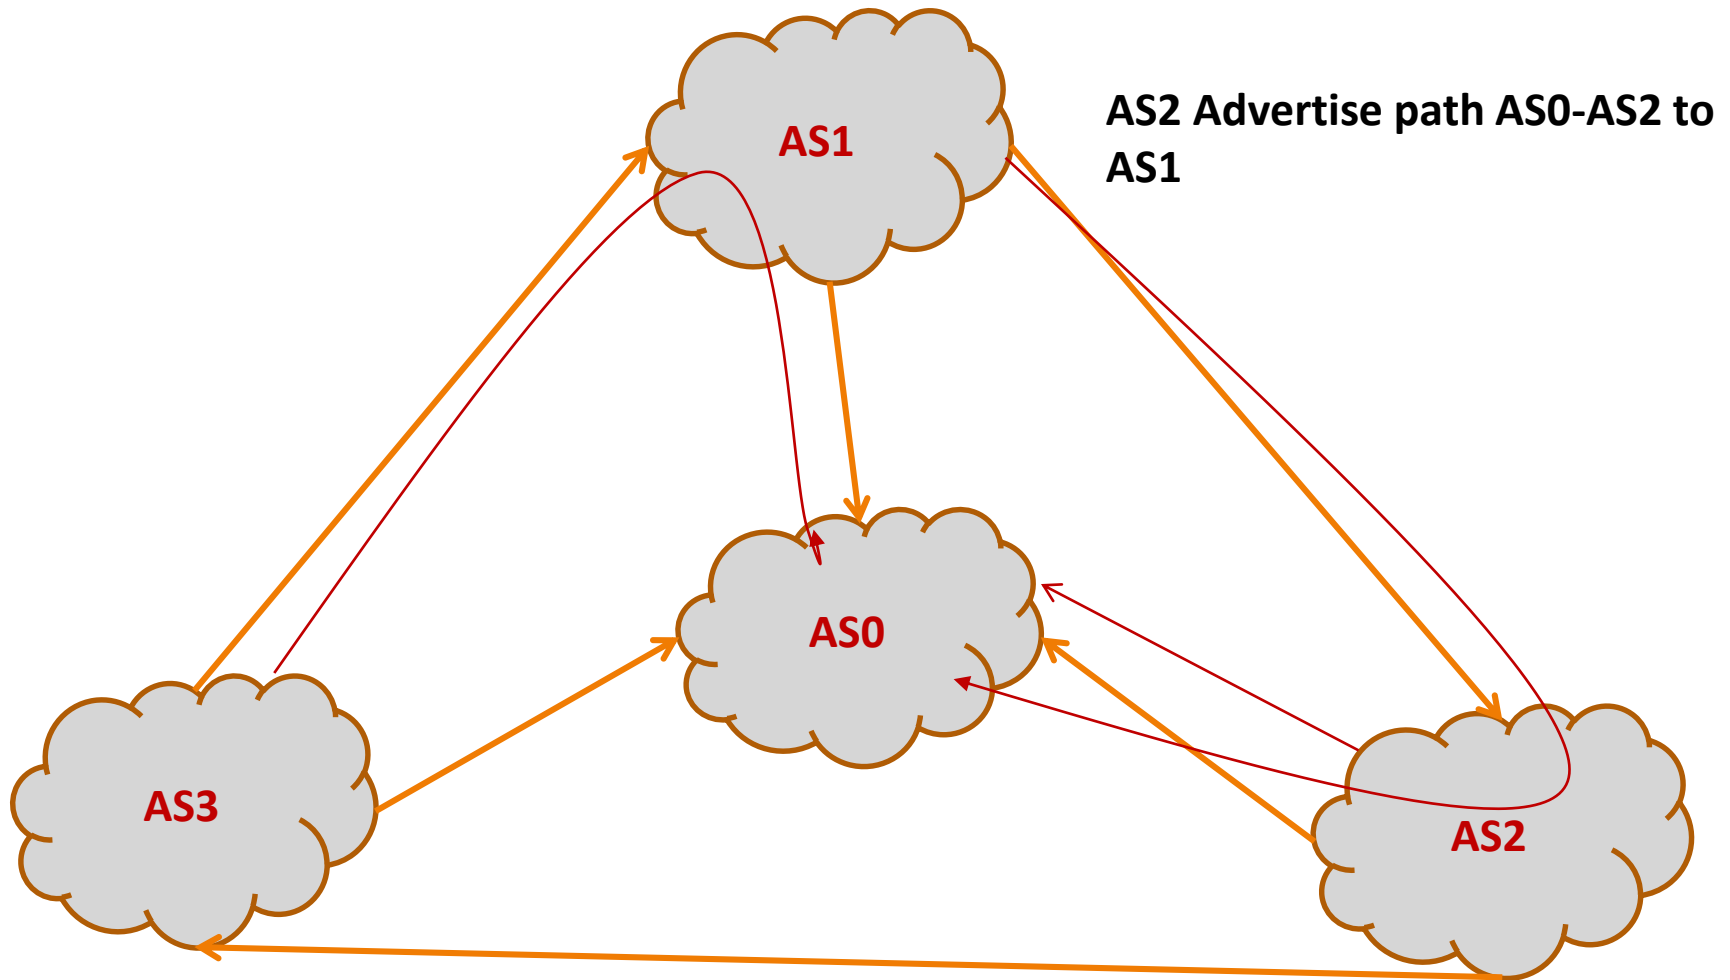 AS1
AS2 Advertise path AS0-AS2 to
AS1
AS0
AS3
AS2